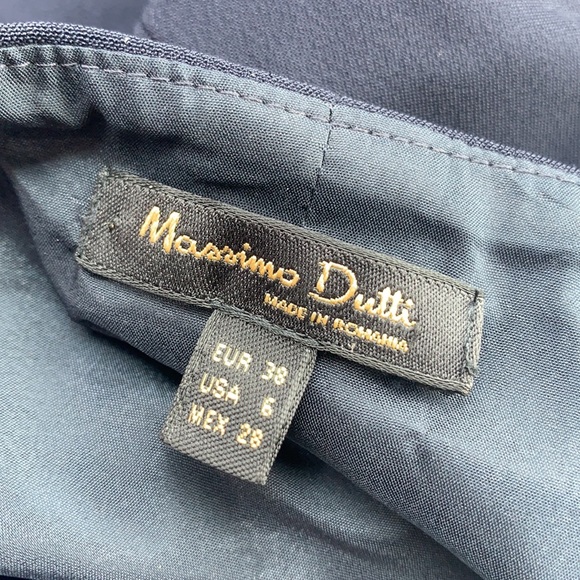 Massimo Dutti
MADE IN ROMANIA
EUR 38
USA 6
MEX 28